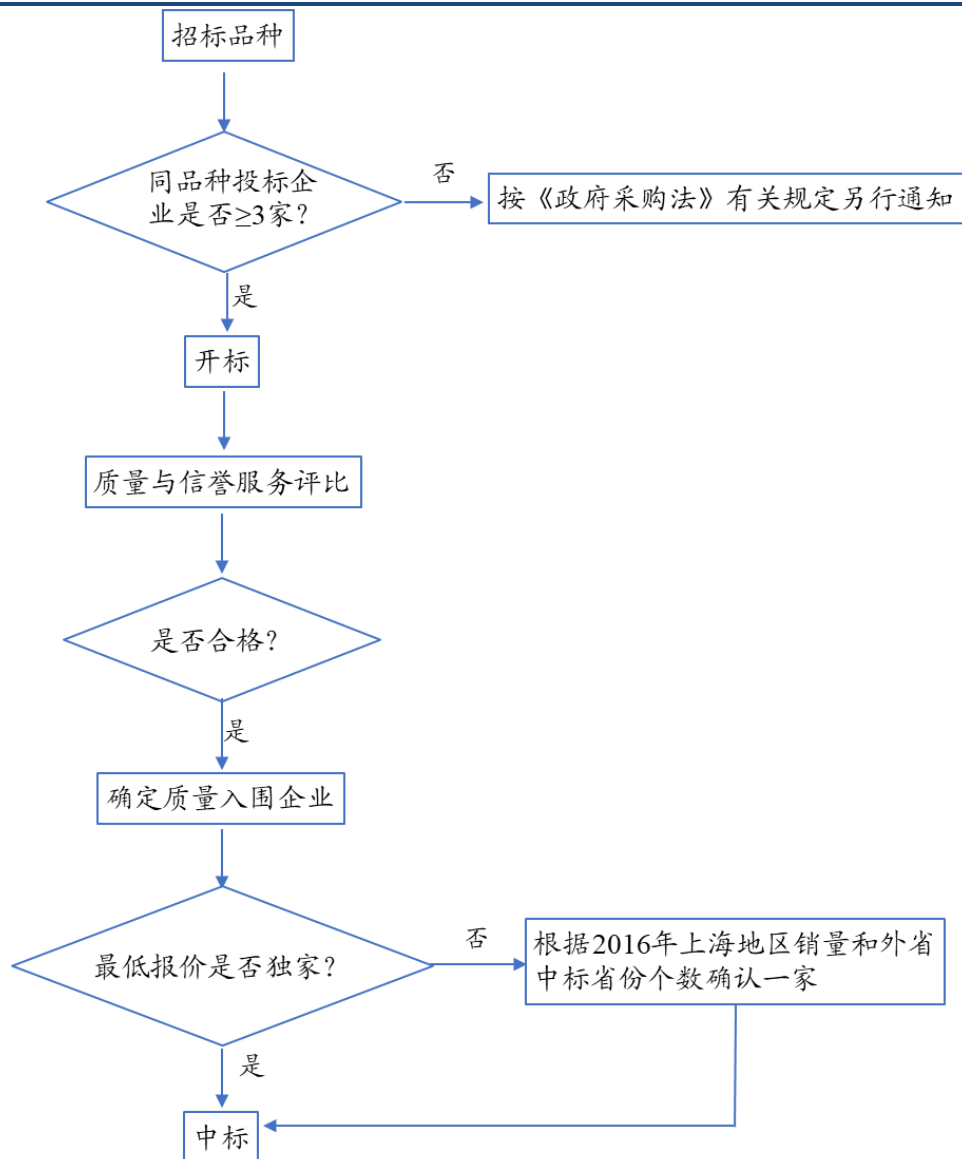 招标品种
同品种投标企
业是否≥3家?
否
按《政府采购法》有关规定另行通知
是
开标
质量与信誉服务评比
是否合格?
是
确定质量入围企业
最低报价是否独家?
否
根据2016年上海地区销量和外省
中标省份个数确认一家
是
中标